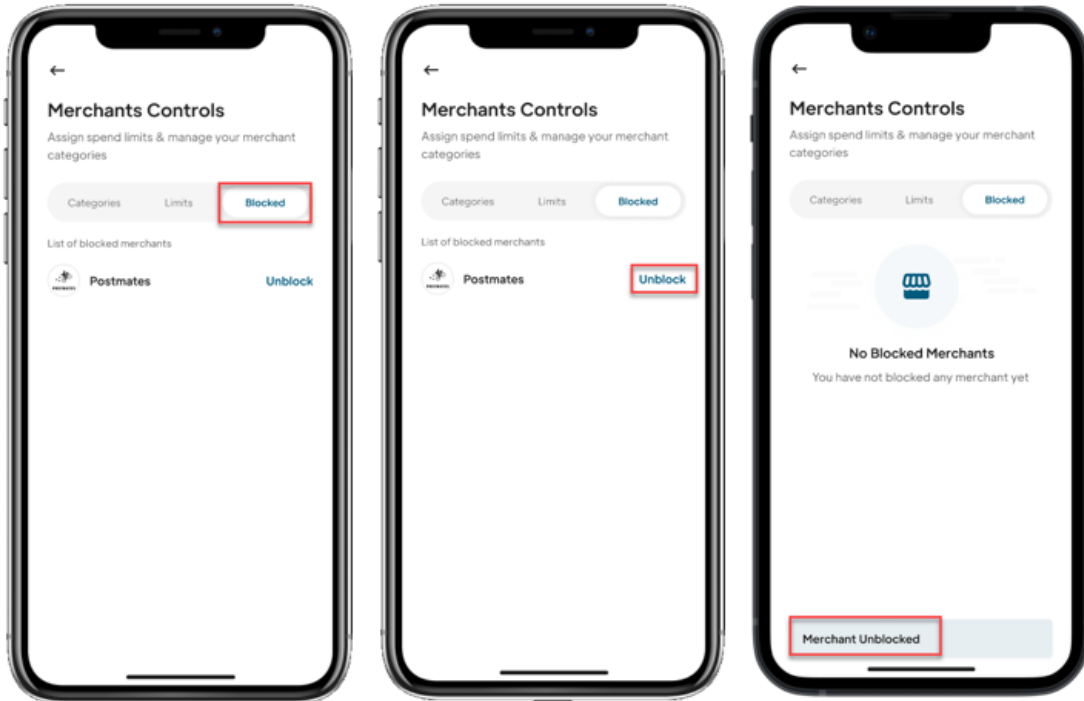 ←
Merchants Controls
Assign spend limits & manage your merchant
categories
Categories Limits Blocked
List of blocked merchants
POSTMATES
Postmates Unblock
←
Merchants Controls
Assign spend limits & manage your merchant
categories
Categories Limits Blocked
List of blocked merchants
POSTMATES
Postmates Unblock
←
Merchants Controls
Assign spend limits & manage your merchant
categories
Categories Limits Blocked
No Blocked Merchants
You have not blocked any merchant yet
Merchant Unblocked